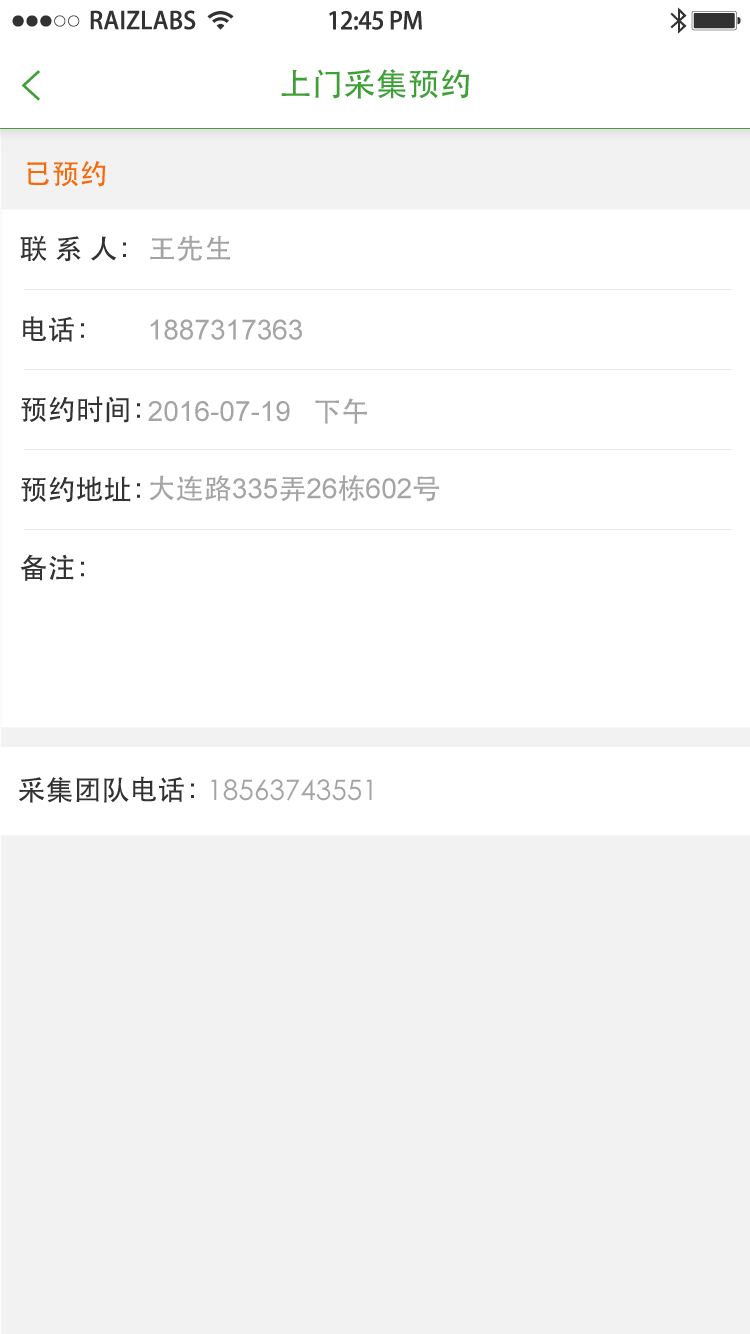 RAIZLABS 12:45 PM
上门采集预约
已预约
联 系 人： 王先生
电话： 1887317363
预约时间：2016-07-19 下午
预约地址：大连路335弄26栋602号
备注：
采集团队电话：18563743551